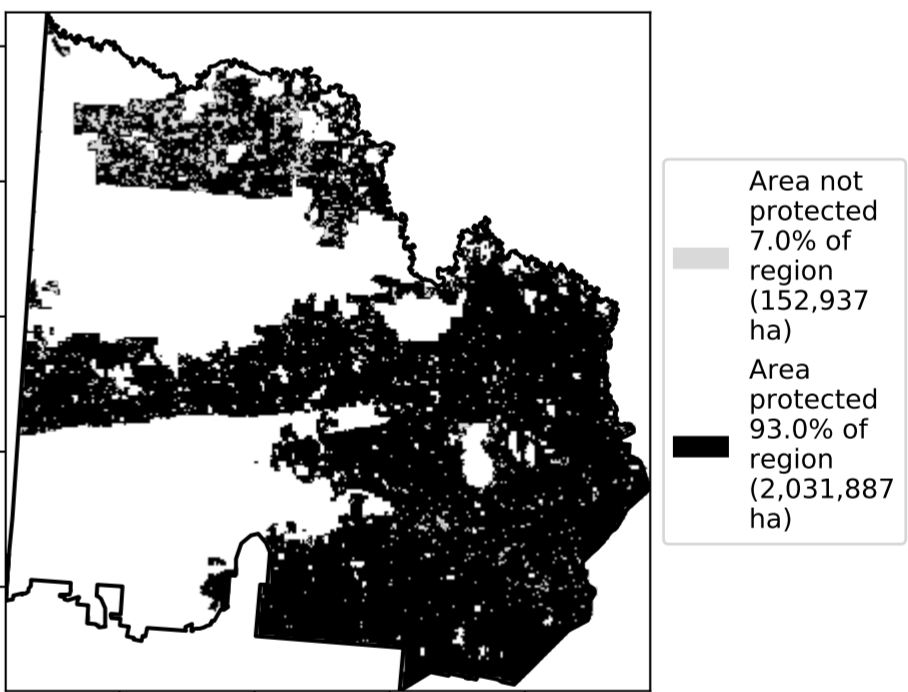 Area not
protected
7.0% of
region
(152,937
ha)
Area
protected
93.0% of
region
(2,031,887
ha)